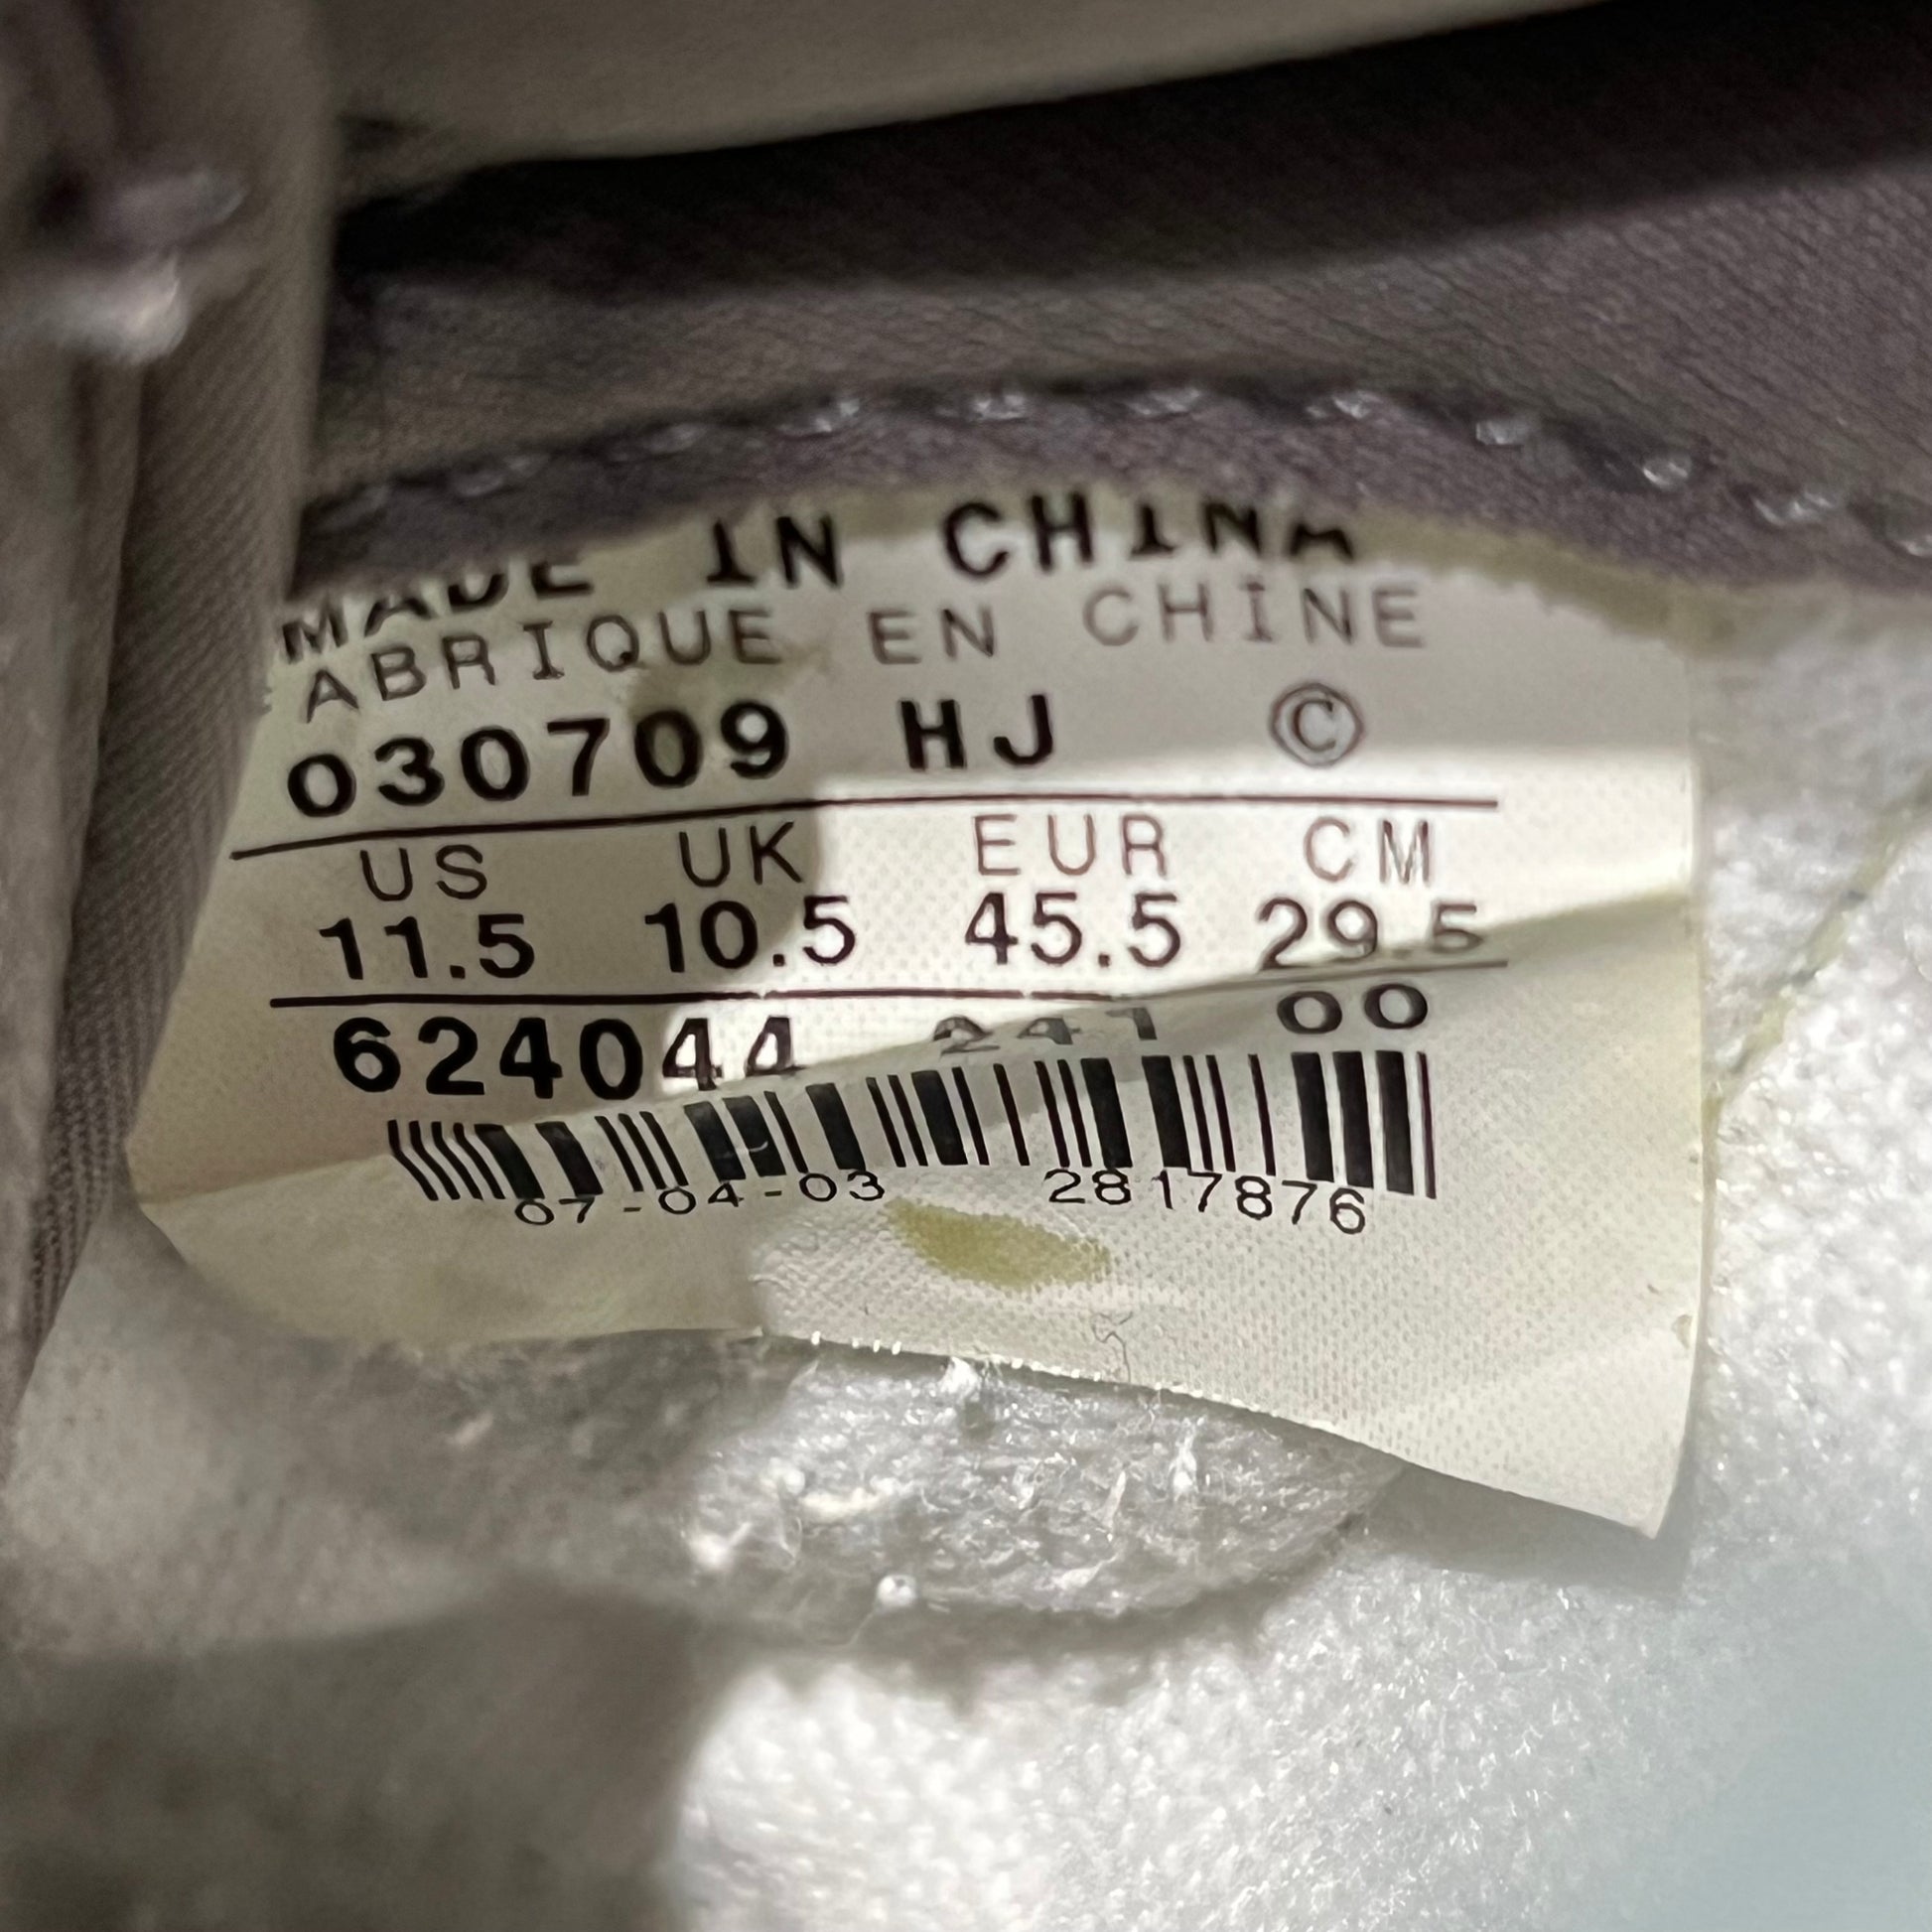 MADE IN CHINA
ABRIQUE EN CHINE
030709 HJ ©
US UK EUR CM
11.5 10.5 45.5 29.5
624044 241 00
07-04-03 2817876